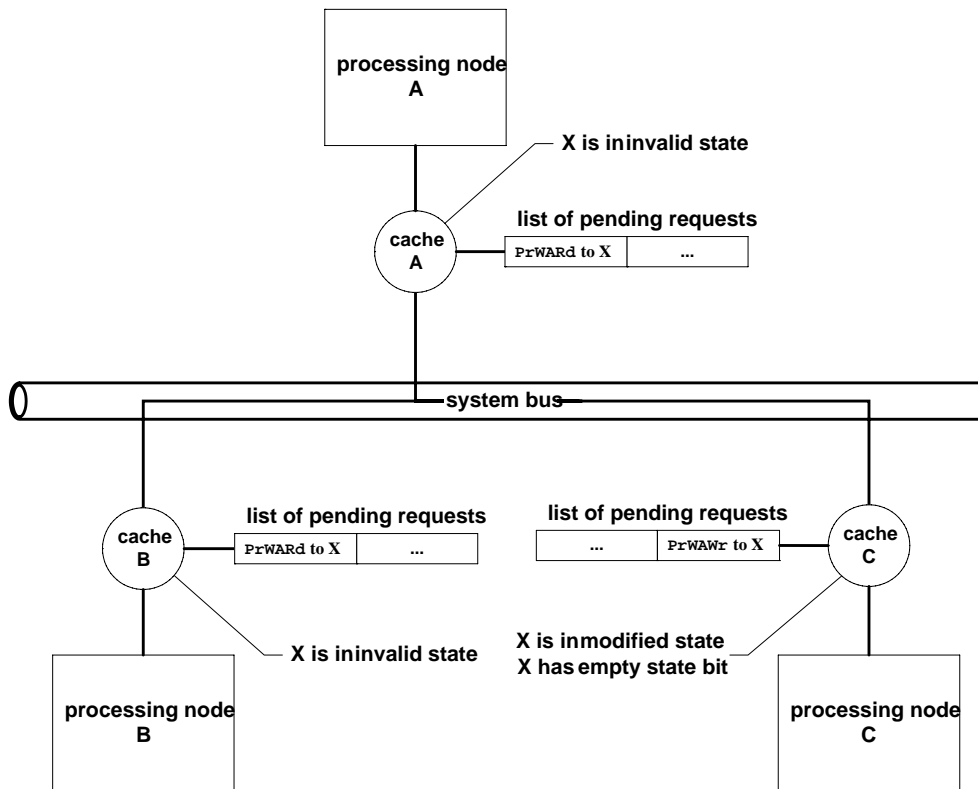 processing node
A
X is ininvalid state
list of pending requests
cache
A
PrWARd to X
...
system bus
list of pending requests
list of pending requests
cache
B
PrWARd to X
...
...
PrWAWr to X
cache
C
X is ininvalid state
X is inmodified state
X has empty state bit
processing node
B
processing node
C